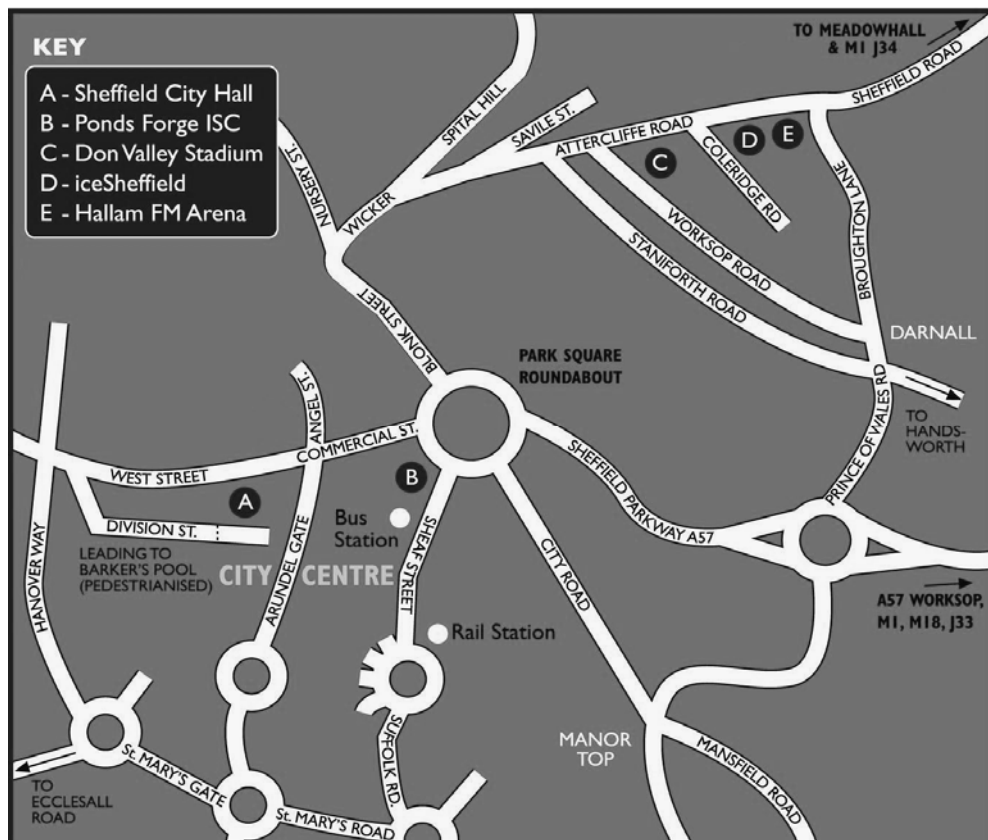 KEY
A - Sheffield City Hall
B - Ponds Forge ISC
C - Don Valley Stadium
D - iceSheffield
E - Hallam FM Arena
TO MEADOWHALL
& M1 J34
SHEFFIELD ROAD
SPITAL HILL
SAVILE ST.
ATTERCLIFFE ROAD
D
E
C
COLERIDGE RD
NURSERY ST.
WICKER
WORKSOP ROAD
STANIFORTH ROAD
BROUGHTON LANE
BLONK STREET
DARNALL
PARK SQUARE
ROUNDABOUT
TO
HANDS-
WORTH
PRINCE OF WALES RD
ANGEL ST.
COMMERCIAL ST.
WEST STREET
B
A
SHEFFIELD PARKWAY A57
Bus
Station
DIVISION ST.
LEADING TO
BARKER'S POOL
(PEDESTRIANISED)
CITY CENTRE
HANOVER WAY
ARUNDEL GATE
SHEAF STREET
CITY ROAD
A57 WORKSOP,
M1, M18, J33
Rail Station
SUFFOLK RD.
MANOR
TOP
MANSFIELD ROAD
St. MARY'S GATE
St. MARY'S ROAD
TO
ECCLESALL
ROAD